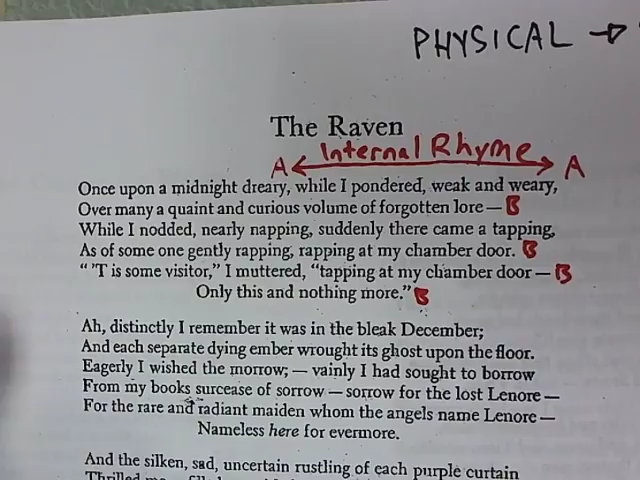 PHYSICAL →
The Raven
Internal Rhyme
A A
Once upon a midnight dreary, while I pondered, weak and weary,
Over many a quaint and curious volume of forgotten lore — B
While I nodded, nearly napping, suddenly there came a tapping,
As of some one gently rapping, rapping at my chamber door. B
“ 'T is some visitor,” I muttered, “tapping at my chamber door — B
Only this and nothing more.” B
Ah, distinctly I remember it was in the bleak December;
And each separate dying ember wrought its ghost upon the floor.
Eagerly I wished the morrow; — vainly I had sought to borrow
From my books surcease of sorrow — sorrow for the lost Lenore —
For the rare and radiant maiden whom the angels name Lenore —
Nameless here for evermore.
And the silken, sad, uncertain rustling of each purple curtain
Thrilled me